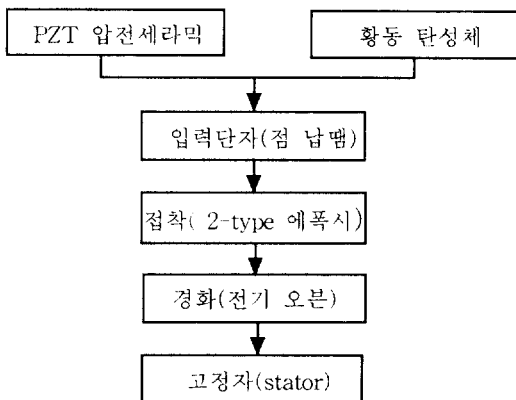 PZT 압전세라믹
황동 탄성체
입력단자(점 납땜)
접착( 2-type 에폭시)
경화(전기 오븐)
고정자(stator)